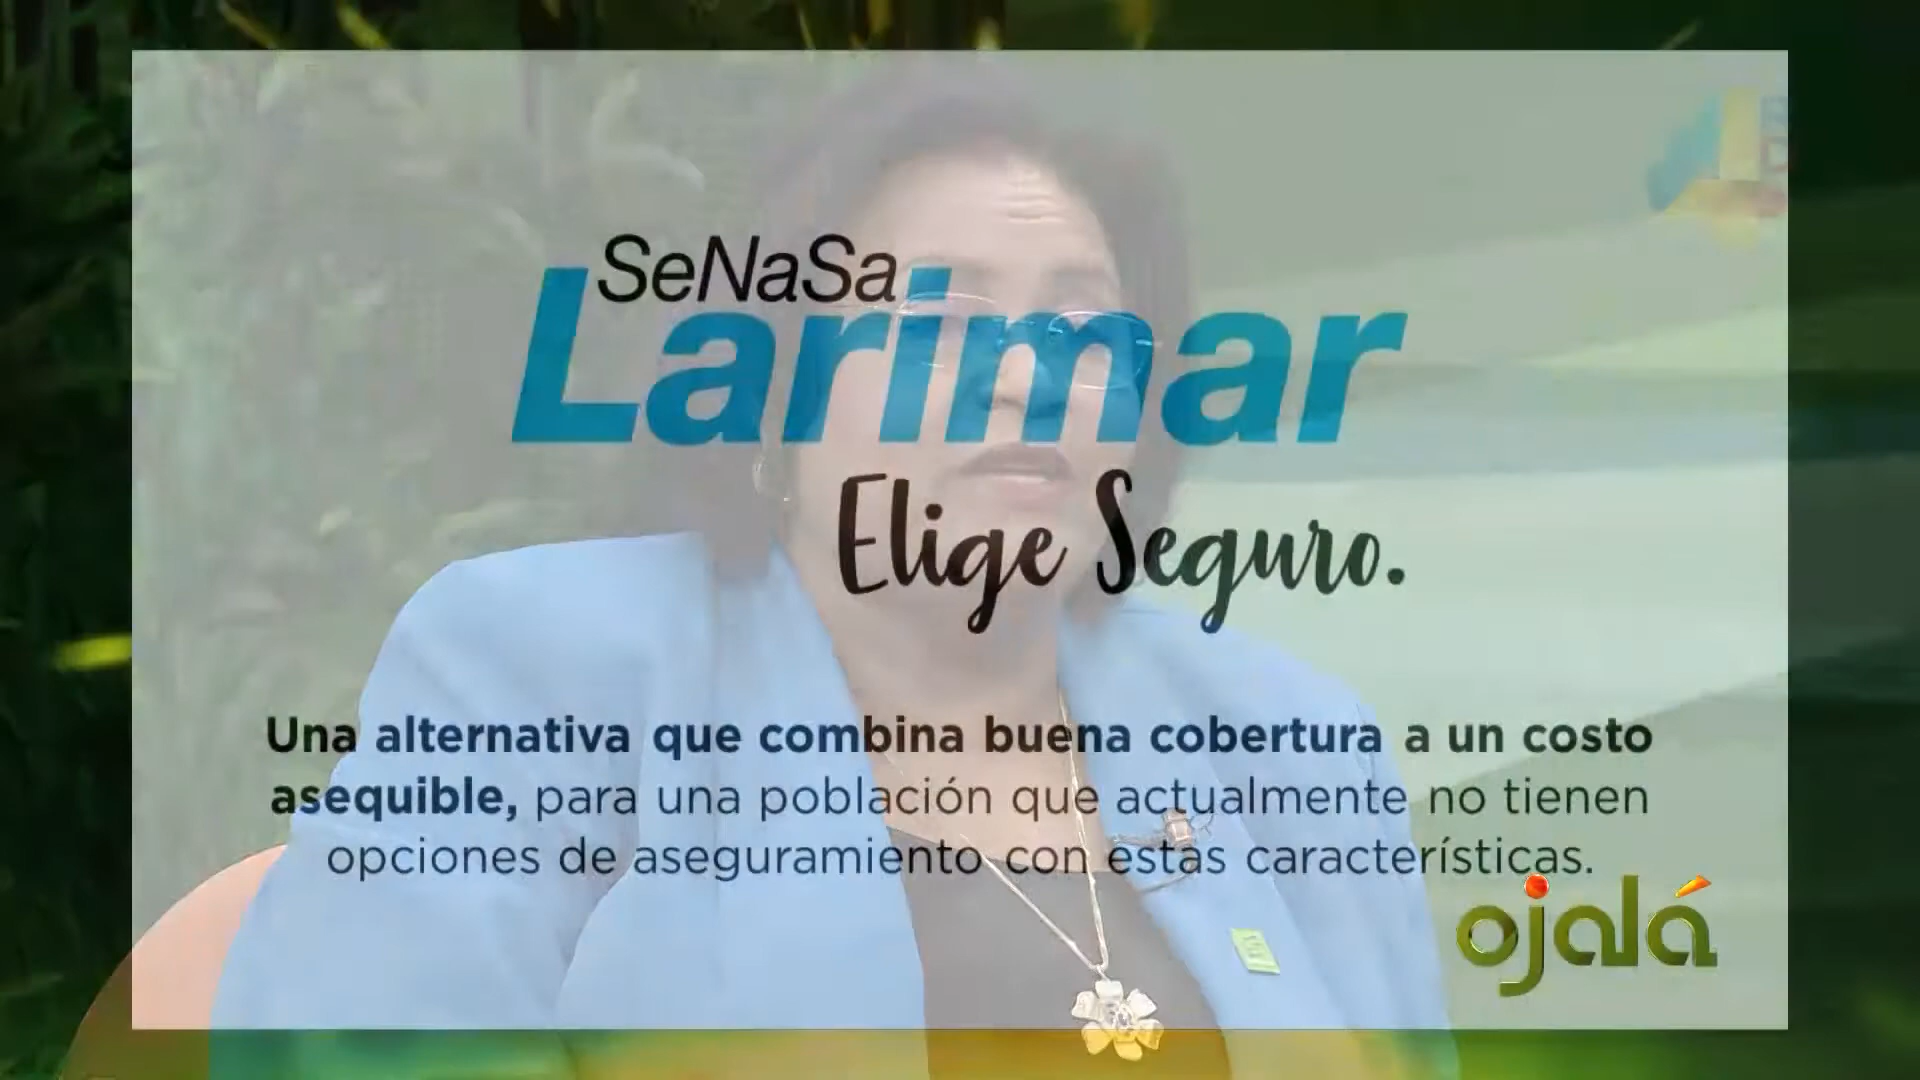 SeNaSa
Larimar
Elige Seguro.
Una alternativa que combina buena cobertura a un costo
asequible, para una población que actualmente no tienen
opciones de aseguramiento con estas características.
ojalá